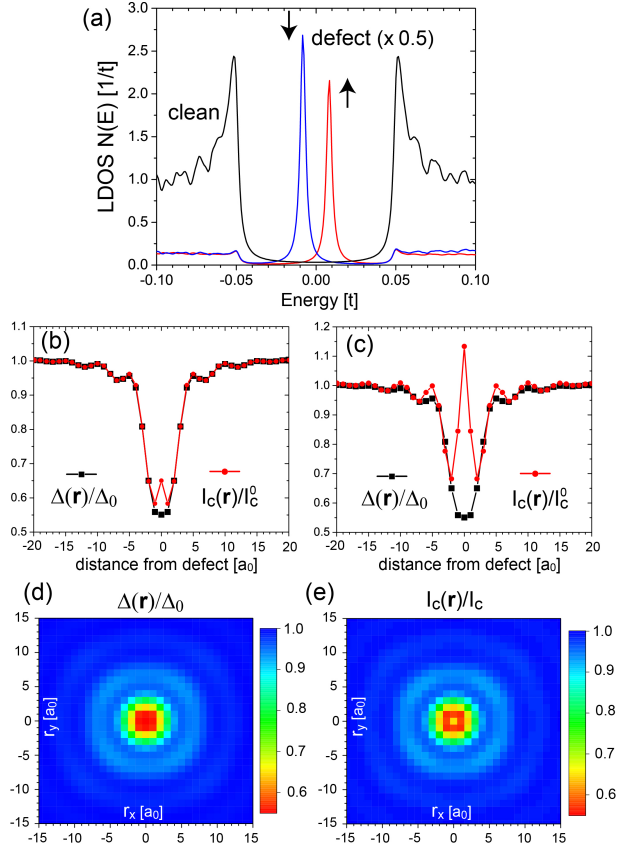 (a)
LDOS N(E) [1/t]
3.0
2.5
2.0
1.5
1.0
0.5
0.0
clean
defect (x 0.5)
-0.10 -0.05 0.00 0.05 0.10
Energy [t]
(b)
1.1
1.0
0.9
0.8
0.7
0.6
0.5
Δ(r)/Δ0 Ic(r)/Ic0
-20 -15 -10 -5 0 5 10 15 20
distance from defect [a0]
(c)
1.2
1.1
1.0
0.9
0.8
0.7
0.6
0.5
Δ(r)/Δ0 Ic(r)/Ic0
-20 -15 -10 -5 0 5 10 15 20
distance from defect [a0]
(d)
Δ(r)/Δ0
15
10
5
0
-5
-10
-15
ry [a0]
rx [a0]
-15 -10 -5 0 5 10 15
1.0
0.9
0.8
0.7
0.6
(e)
Ic(r)/Ic
15
10
5
0
-5
-10
-15
ry [a0]
rx [a0]
-15 -10 -5 0 5 10 15
1.0
0.9
0.8
0.7
0.6